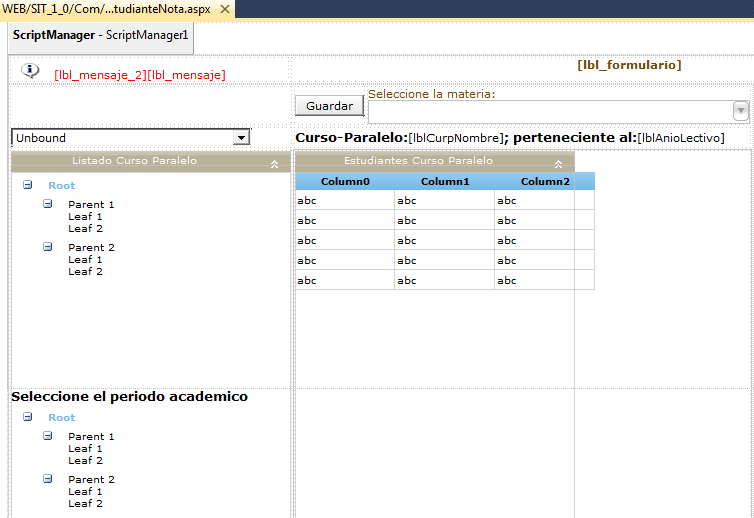 WEB/SIT_1_0/Com/...tudianteNota.aspx
ScriptManager - ScriptManager1
[lbl_mensaje_2][lbl_mensaje]
[lbl_formulario]
Guardar
Seleccione la materia:
Unbound
Curso-Paralelo:[lblCurpNombre]; perteneciente al:[lblAnioLectivo]
Listado Curso Paralelo
Root
Parent 1
Leaf 1
Leaf 2
Parent 2
Leaf 1
Leaf 2
Estudiantes Curso Paralelo
Column0 Column1 Column2
abc abc abc
abc abc abc
abc abc abc
abc abc abc
abc abc abc
Seleccione el periodo academico
Root
Parent 1
Leaf 1
Leaf 2
Parent 2
Leaf 1
Leaf 2